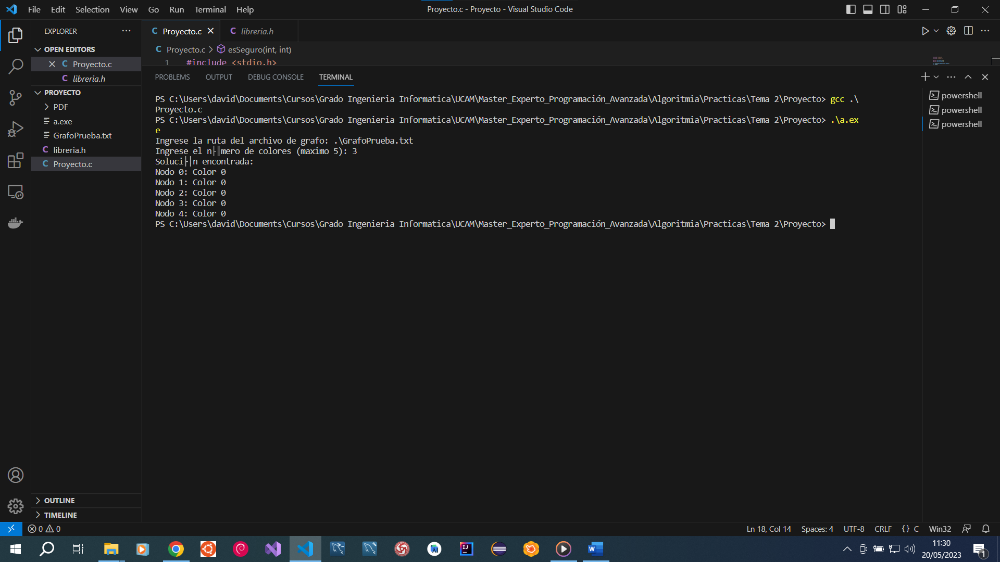 File Edit Selection View Go Run Terminal Help
Proyecto.c - Proyecto - Visual Studio Code
EXPLORER
OPEN EDITORS
C Proyecto.c
C libreria.h
PROYECTO
PDF
a.exe
GrafoPrueba.txt
C libreria.h
C Proyecto.c
OUTLINE
TIMELINE
C Proyecto.c
C libreria.h
C Proyecto.c > esSeguro(int, int)
1 #include <stdio.h>
PROBLEMS OUTPUT DEBUG CONSOLE TERMINAL
PS C:\Users\david\Documents\Cursos\Grado Ingenieria Informatica\UCAM\Master_Experto_Programación_Avanzada\Algoritmia\Practicas\Tema 2\Proyecto> gcc .\
Proyecto.c
PS C:\Users\david\Documents\Cursos\Grado Ingenieria Informatica\UCAM\Master_Experto_Programación_Avanzada\Algoritmia\Practicas\Tema 2\Proyecto> .\a.ex
e
Ingrese la ruta del archivo de grafo: .\GrafoPrueba.txt
Ingrese el n├║mero de colores (maximo 5): 3
Soluci├│n encontrada:
Nodo 0: Color 0
Nodo 1: Color 0
Nodo 2: Color 0
Nodo 3: Color 0
Nodo 4: Color 0
PS C:\Users\david\Documents\Cursos\Grado Ingenieria Informatica\UCAM\Master_Experto_Programación_Avanzada\Algoritmia\Practicas\Tema 2\Proyecto>
powershell
powershell
powershell
0 0
Ln 18, Col 14 Spaces: 4 UTF-8 CRLF {} C Win32
11:30
20/05/2023
1